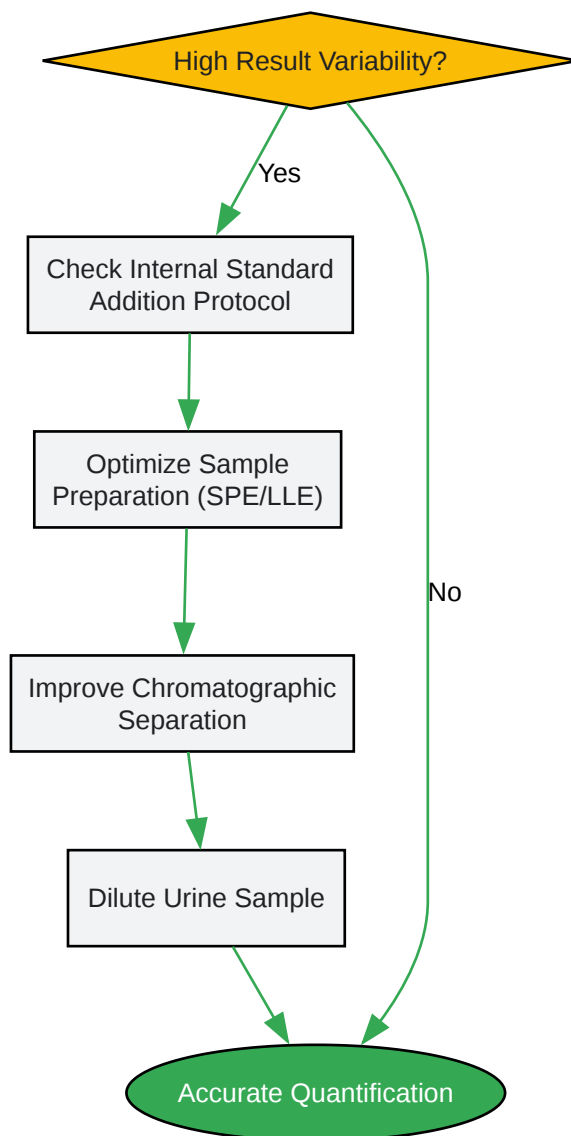 High Result Variability?
Yes
Check Internal Standard
Addition Protocol
Optimize Sample
Preparation (SPE/LLE)
No
Improve Chromatographic
Separation
Dilute Urine Sample
Accurate Quantification